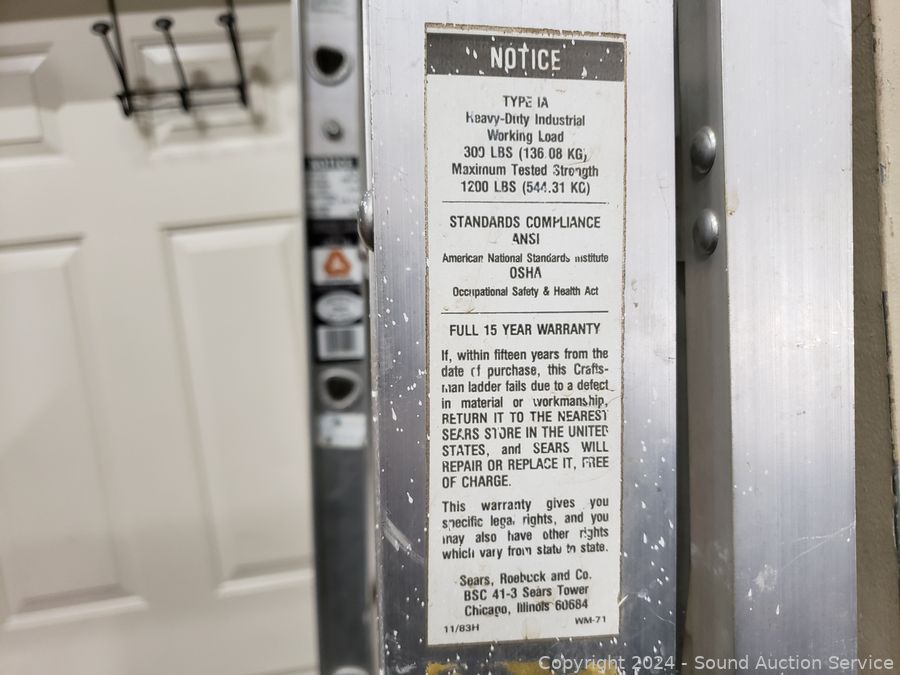 NOTICE
TYPE IA
Heavy-Duty Industrial
Working Load
300 LBS (136.08 KG)
Maximum Tested Strength
1200 LBS (544.31 KG)
STANDARDS COMPLIANCE
ANSI
American National Standards Institute
OSHA
Occupational Safety & Health Act
FULL 15 YEAR WARRANTY
If, within fifteen years from the
date of purchase, this Crafts-
man ladder fails due to a defect
in material or workmanship,
RETURN IT TO THE NEAREST
SEARS STORE IN THE UNITED
STATES, and SEARS WILL
REPAIR OR REPLACE IT, FREE
OF CHARGE.
This warranty gives you
specific legal rights, and you
may also have other rights
which vary from state to state.
Sears, Roebuck and Co.
BSC 41-3 Sears Tower
Chicago, Illinois 60684
11/83H WM-71
Copyright 2024 - Sound Auction Service